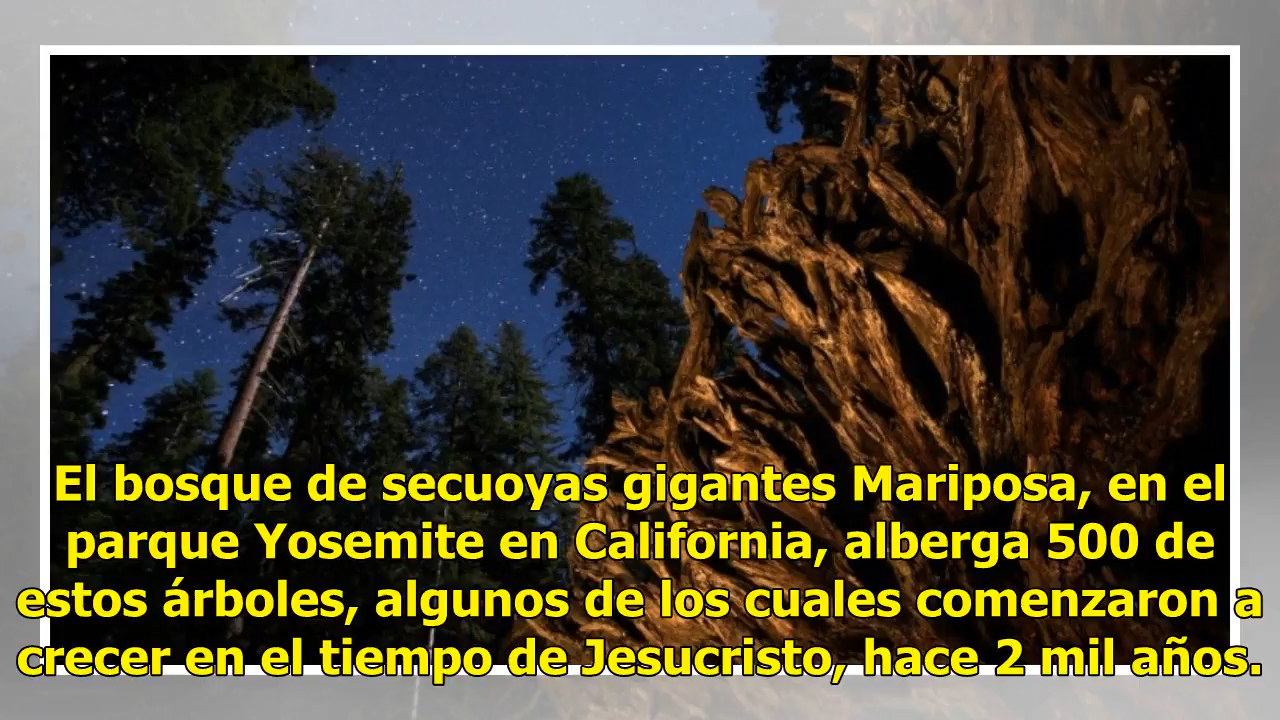 El bosque de secuoyas gigantes Mariposa, en el
parque Yosemite en California, alberga 500 de
estos árboles, algunos de los cuales comenzaron a
crecer en el tiempo de Jesucristo, hace 2 mil años.